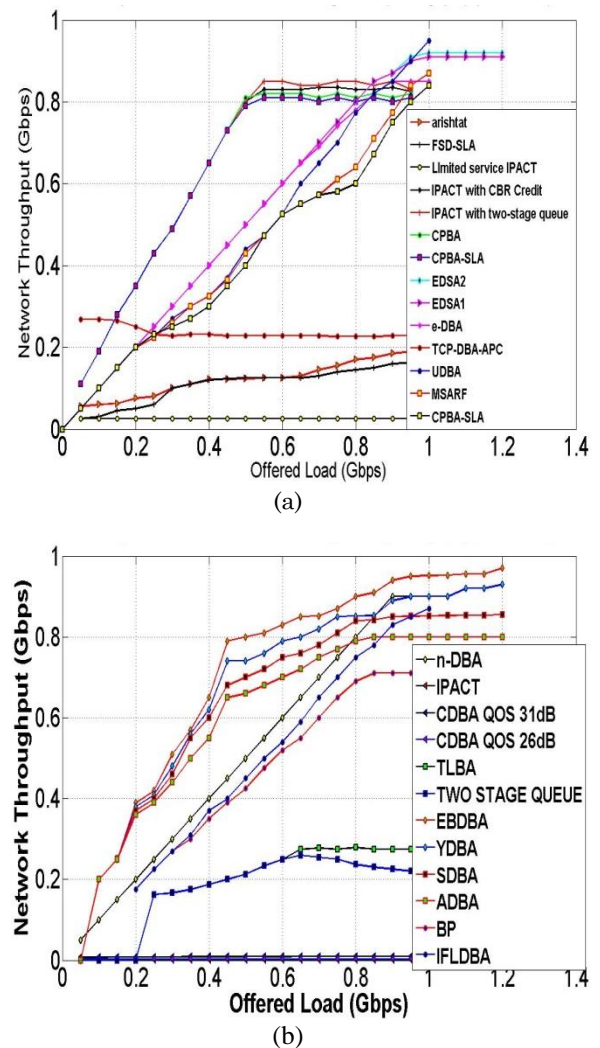 1
0.8
0.6
0.4
0.2
0
Network Throughput (Gbps)
arishtat
FSD-SLA
LImited service IPACT
IPACT with CBR Credit
IPACT with two-stage queue
CPBA
CPBA-SLA
EDSA2
EDSA1
e-DBA
TCP-DBA-APC
UDBA
MSARF
CPBA-SLA
0 0.2 0.4 0.6 0.8 1 1.2 1.4
Offered Load (Gbps)
(a)
1
0.8
0.6
0.4
0.2
0
Network Throughput (Gbps)
n-DBA
IPACT
CDBA QOS 31dB
CDBA QOS 26dB
TLBA
TWO STAGE QUEUE
EBDBA
YDBA
SDBA
ADBA
BP
IFLDBA
0 0.2 0.4 0.6 0.8 1 1.2 1.4
Offered Load (Gbps)
(b)